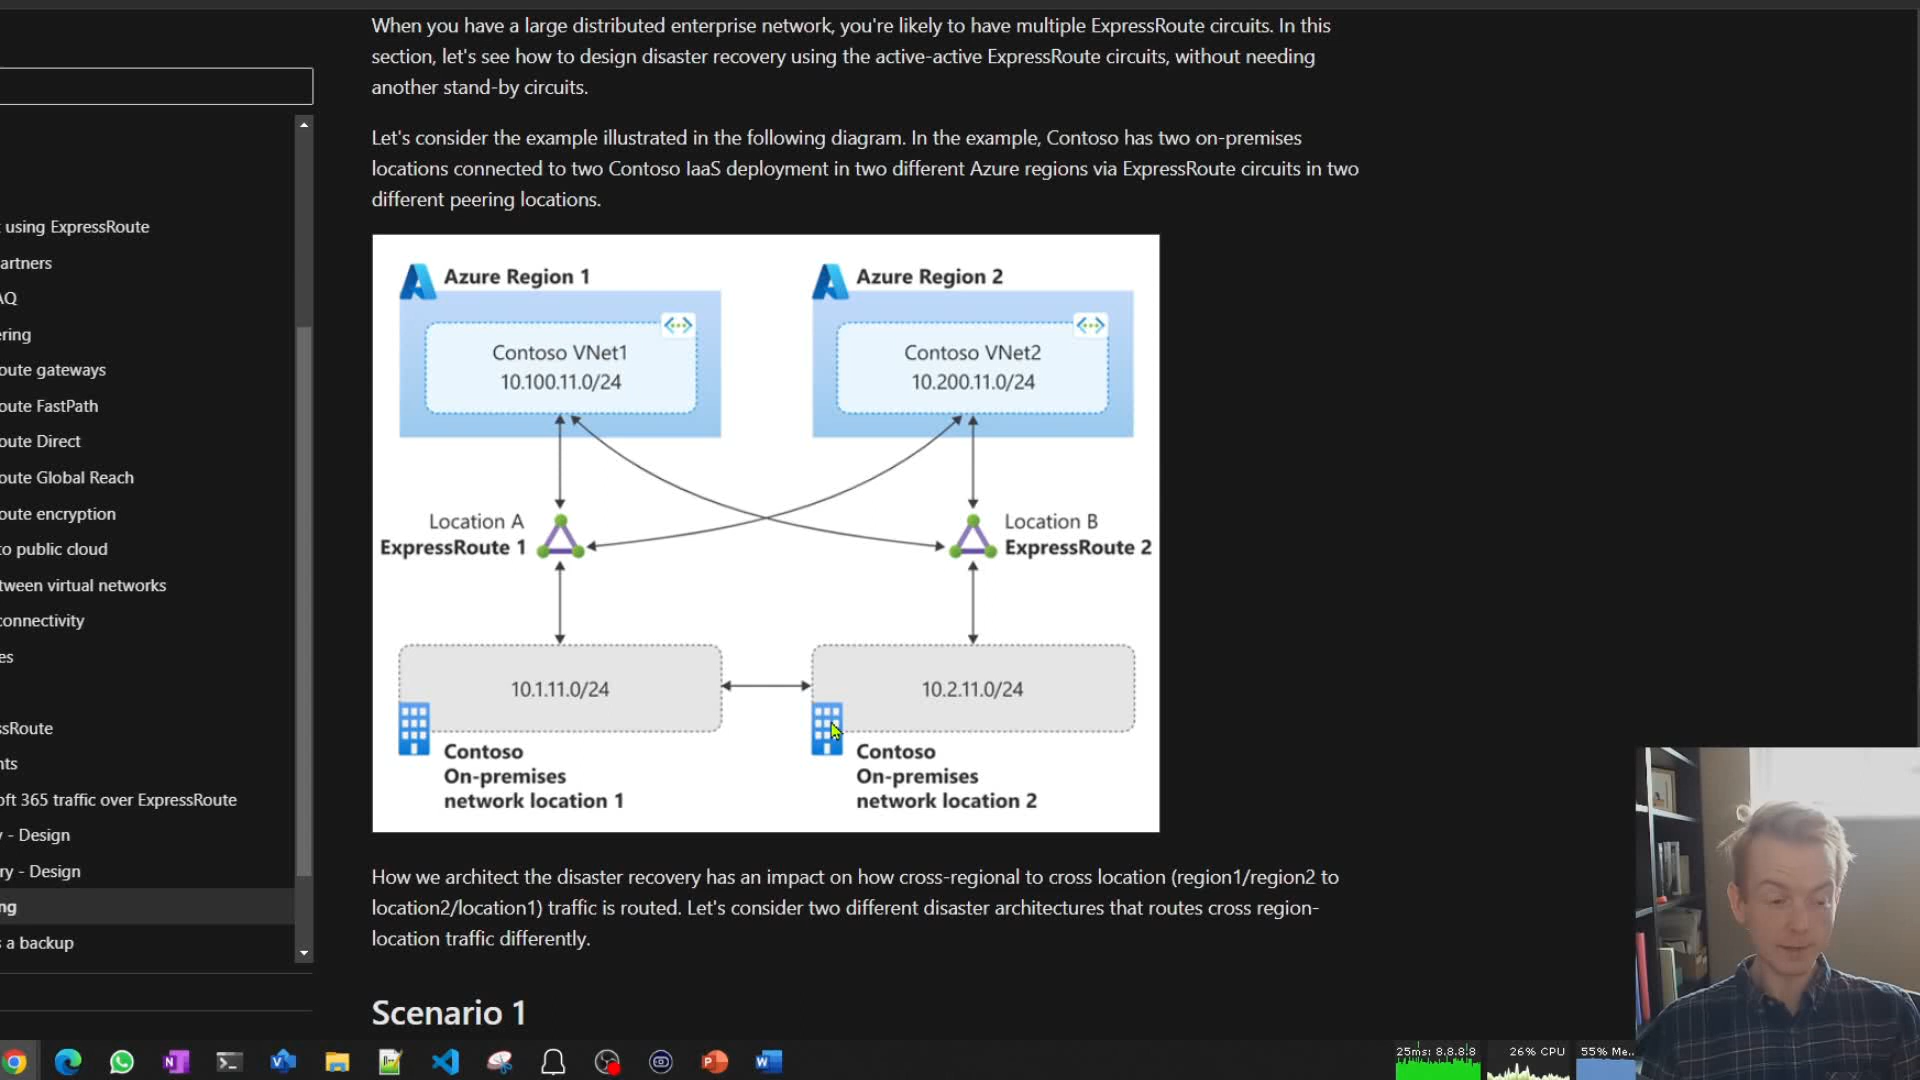 When you have a large distributed enterprise network, you're likely to have multiple ExpressRoute circuits. In this
section, let's see how to design disaster recovery using the active-active ExpressRoute circuits, without needing
another stand-by circuits.
Let's consider the example illustrated in the following diagram. In the example, Contoso has two on-premises
locations connected to two Contoso IaaS deployment in two different Azure regions via ExpressRoute circuits in two
different peering locations.
using ExpressRoute
artners
AQ
ering
oute gateways
oute FastPath
oute Direct
oute Global Reach
oute encryption
to public cloud
tween virtual networks
connectivity
es
ssRoute
nts
oft 365 traffic over ExpressRoute
y - Design
ry - Design
ng
s a backup
Azure Region 1
Contoso VNet1
10.100.11.0/24
Azure Region 2
Contoso VNet2
10.200.11.0/24
Location A
ExpressRoute 1
Location B
ExpressRoute 2
10.1.11.0/24
10.2.11.0/24
Contoso
On-premises
network location 1
Contoso
On-premises
network location 2
How we architect the disaster recovery has an impact on how cross-regional to cross location (region1/region2 to
location2/location1) traffic is routed. Let's consider two different disaster architectures that routes cross region-
location traffic differently.
Scenario 1
25ms: 8.8.8.8
26% CPU
55% Me..